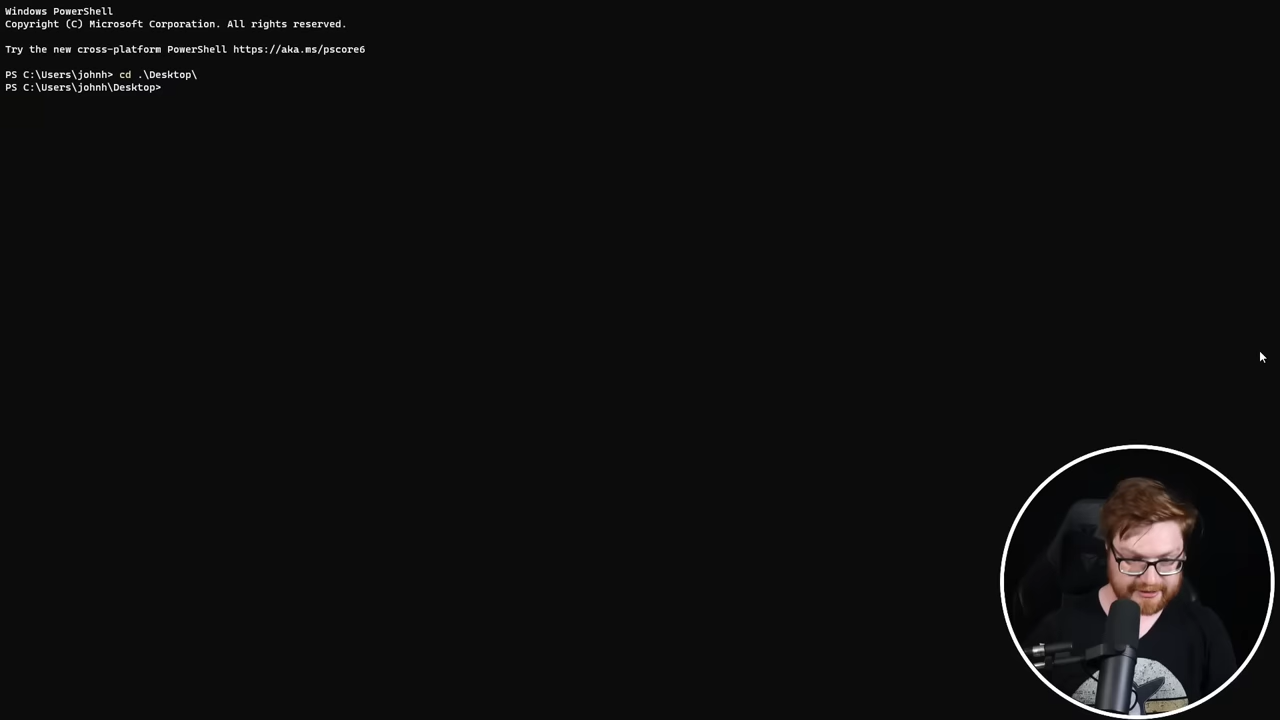 Windows PowerShell
Copyright (C) Microsoft Corporation. All rights reserved.
Try the new cross-platform PowerShell https://aka.ms/pscore6
PS C:\Users\johnh> cd .\Desktop\
PS C:\Users\johnh\Desktop>